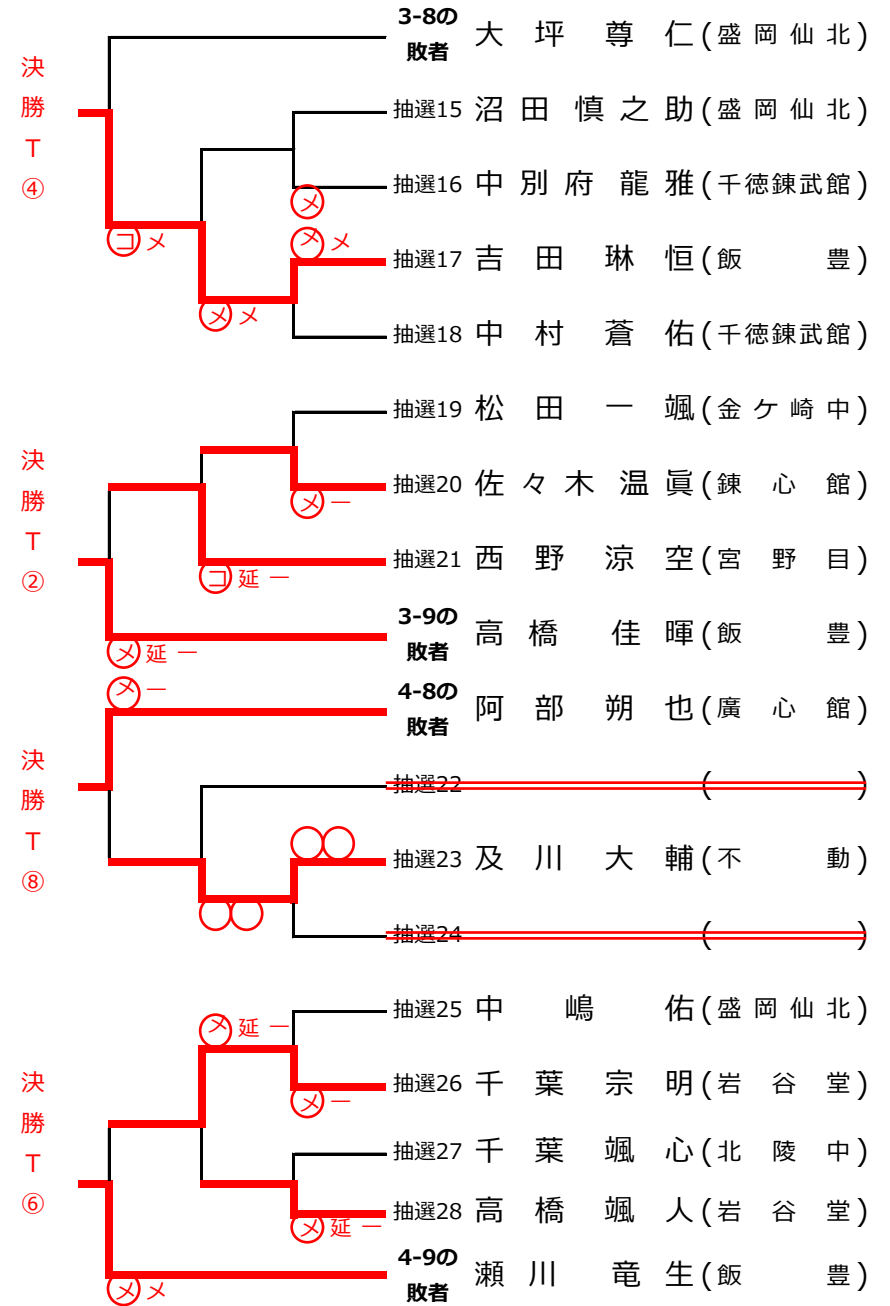 3-8の敗者 大坪尊仁(盛岡仙北)
決勝T④
抽選15 沼田慎之助(盛岡仙北)
抽選16 中別府龍雅(千徳錬武館)
メ
コメ
メメ
抽選17 吉田琳恒(飯豊)
メメ
抽選18 中村蒼佑(千徳錬武館)
抽選19 松田一颯(金ケ崎中)
決勝T②
抽選20 佐々木温眞(錬心館)
メ一
抽選21 西野涼空(宮野目)
コ延一
3-9の敗者 高橋佳暉(飯豊)
メ延一
メ一
4-8の敗者 阿部朔也(廣心館)
決勝T⑧
抽選22 ( )
抽選23 及川大輔(不動)
抽選24 ( )
抽選25 中嶋佑(盛岡仙北)
メ延一
決勝T⑥
抽選26 千葉宗明(岩谷堂)
メ一
抽選27 千葉颯心(北陵中)
抽選28 高橋颯人(岩谷堂)
メ延一
4-9の敗者 瀬川竜生(飯豊)
メメ